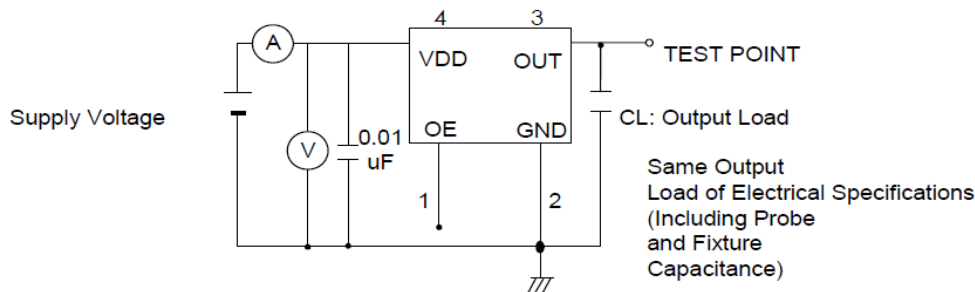 4 3
A
VDD OUT
TEST POINT
Supply Voltage
V
0.01
uF
OE GND
CL: Output Load
1 2
Same Output
Load of Electrical Specifications
(Including Probe
and Fixture
Capacitance)